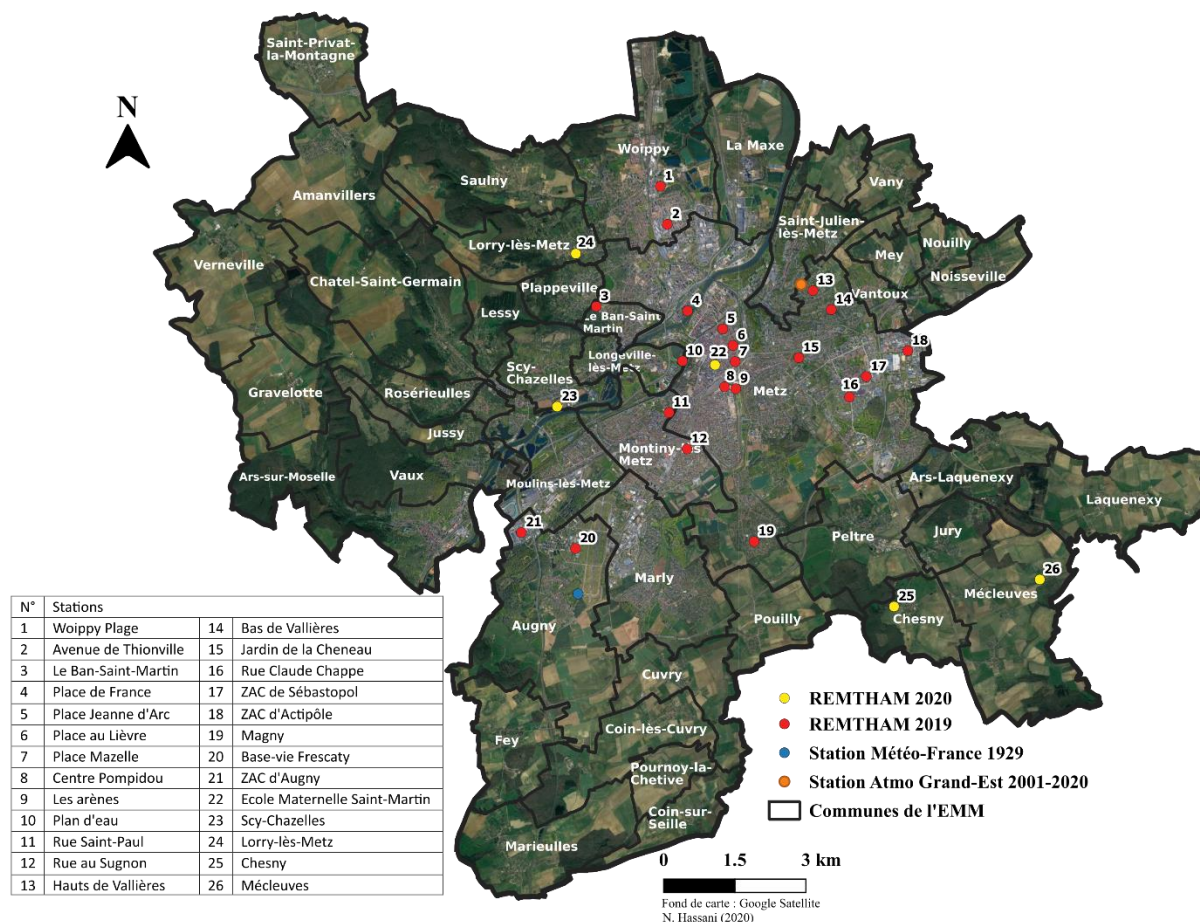 Saint-Privat-
la-Montagne
N
Woippy
La Maxe
1
Saulny
Vany
Amanvillers
2
Saint-Julien-
lès-Metz
Nouilly
24
Lorry-lès-Metz
Mey
Verneville
Noisseville
Chatel-Saint-Germain
Plappeville
13
Vantoux
3
4
14
Lessy
Le Ban-Saint
Martin
5
6
18
10
22
7
15
Longeville-
lès-Metz
Scy-
Chazelles
17
Gravelotte
Rosérieulles
8
9
Metz
16
23
11
Jussy
12
Montiny-lès
Metz
Ars-sur-Moselle
Vaux
Moulins-lès-Metz
Ars-Laquenexy
Laquenexy
21
19
Peltre
Jury
20
Marly
26
Mécleuves
25
Augny
Pouilly
Chesny
Cuvry
Fey
Coin-lès-Cuvry
Pournoy-la-
Chetive
Coin-sur-
Seille
Marieulles
N° Stations
1 Woippy Plage 14 Bas de Vallières
2 Avenue de Thionville 15 Jardin de la Cheneau
3 Le Ban-Saint-Martin 16 Rue Claude Chappe
4 Place de France 17 ZAC de Sébastopol
5 Place Jeanne d'Arc 18 ZAC d'Actipôle
6 Place au Lièvre 19 Magny
7 Place Mazelle 20 Base-vie Frescaty
8 Centre Pompidou 21 ZAC d'Augny
9 Les arènes 22 Ecole Maternelle Saint-Martin
10 Plan d'eau 23 Scy-Chazelles
11 Rue Saint-Paul 24 Lorry-lès-Metz
12 Rue au Sugnon 25 Chesny
13 Hauts de Vallières 26 Mécleuves
REMTHAM 2020
REMTHAM 2019
Station Météo-France 1929
Station Atmo Grand-Est 2001-2020
Communes de l'EMM
0 1.5 3 km
Fond de carte : Google Satellite
N. Hassani (2020)